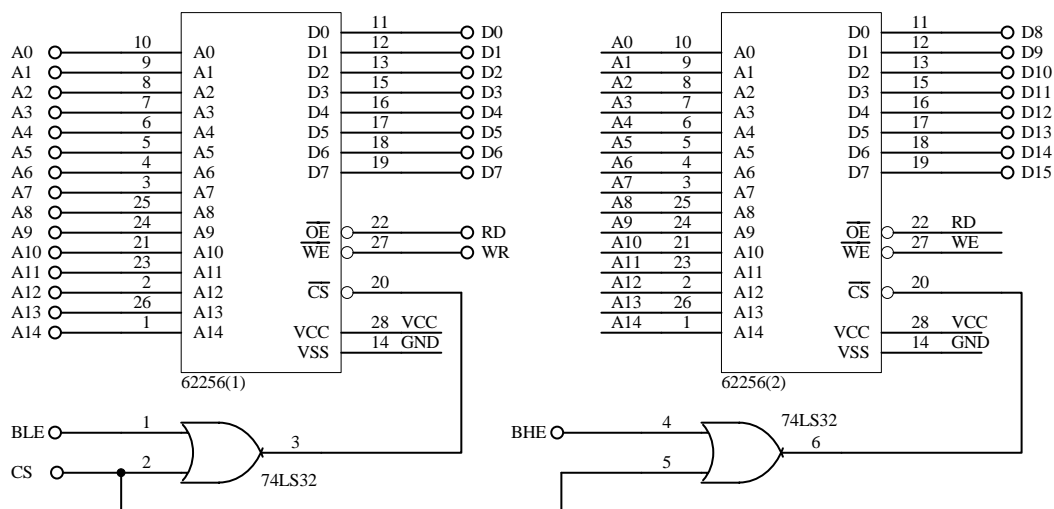 D0 11 D0 D0 11 D8
A0 10 A0 D1 12 D1 A0 10 A0 D1 12 D9
A1 9 A1 D2 13 D2 A1 9 A1 D2 13 D10
A2 8 A2 D3 15 D3 A2 8 A2 D3 15 D11
A3 7 A3 D4 16 D4 A3 7 A3 D4 16 D12
A4 6 A4 D5 17 D5 A4 6 A4 D5 17 D13
A5 5 A5 D6 18 D6 A5 5 A5 D6 18 D14
A6 4 A6 D7 19 D7 A6 4 A6 D7 19 D15
A7 3 A7 A7 3 A7
A8 25 A8 A8 25 A8
A9 24 A9 OE 22 RD A9 24 A9 OE 22 RD
A10 21 A10 WE 27 WR A10 21 A10 WE 27 WE
A11 23 A11 A11 23 A11
A12 2 A12 CS 20 A12 2 A12 CS 20
A13 26 A13 A13 26 A13
A14 1 A14 VCC 28 VCC A14 1 A14 VCC 28 VCC
VSS 14 GND VSS 14 GND
62256(1) 62256(2)
BLE 1 BHE 4 74LS32
3 6
CS 2 74LS32 5